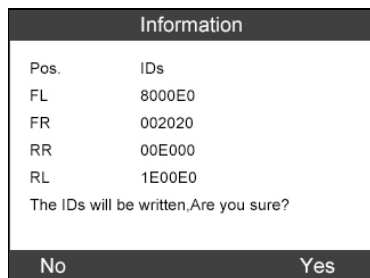 Information
Pos. IDs
FL 8000E0
FR 002020
RR 00E000
RL 1E00E0
The IDs will be written,Are you sure?
No Yes